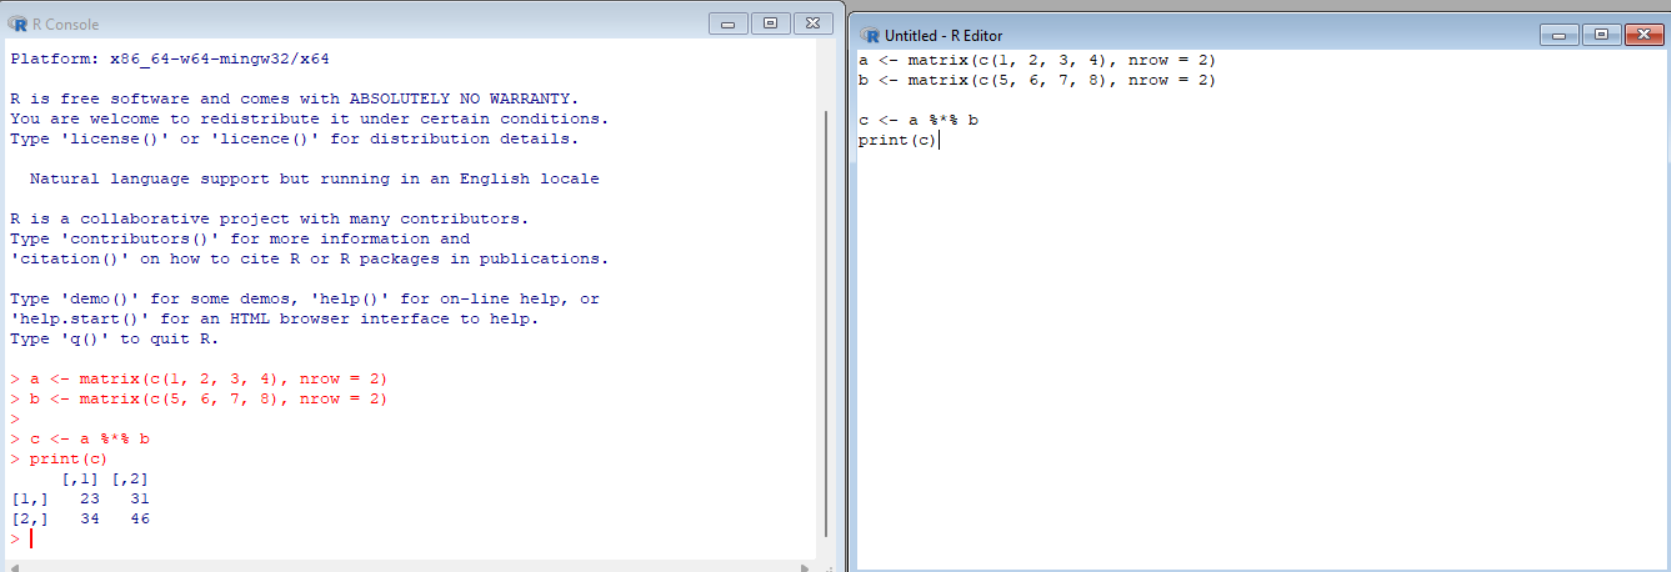 R Console
Platform: x86_64-w64-mingw32/x64
R is free software and comes with ABSOLUTELY NO WARRANTY.
You are welcome to redistribute it under certain conditions.
Type 'license()' or 'licence()' for distribution details.
  Natural language support but running in an English locale
R is a collaborative project with many contributors.
Type 'contributors()' for more information and
'citation()' on how to cite R or R packages in publications.
Type 'demo()' for some demos, 'help()' for on-line help, or
'help.start()' for an HTML browser interface to help.
Type 'q()' to quit R.
> a <- matrix(c(1, 2, 3, 4), nrow = 2)
> b <- matrix(c(5, 6, 7, 8), nrow = 2)
>
> c <- a %*% b
> print(c)
     [,1] [,2]
[1,]   23   31
[2,]   34   46
>
Untitled - R Editor
a <- matrix(c(1, 2, 3, 4), nrow = 2)
b <- matrix(c(5, 6, 7, 8), nrow = 2)
c <- a %*% b
print(c)